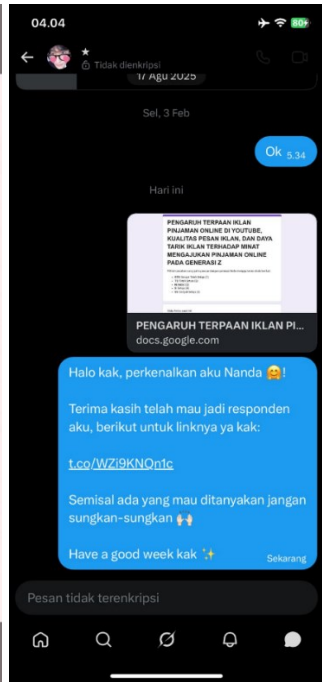 04.04
80+
*
Tidak dienkripsi
17 Agu 2025
Sel, 3 Feb
Ok 5.34
Hari ini
PENGARUH TERPAAN IKLAN
PINJAMAN ONLINE DI YOUTUBE,
KUALITAS PESAN IKLAN, DAN DAYA
TARIK IKLAN TERHADAP MINAT
MENGAJUKAN PINJAMAN ONLINE
PADA GENERASI Z
PENGARUH TERPAAN IKLAN PI...
docs.google.com
Halo kak, perkenalkan aku Nanda 🤗!
Terima kasih telah mau jadi responden
aku, berikut untuk linknya ya kak:
t.co/WZi9KNQn1c
Semisal ada yang mau ditanyakan jangan
sungkan-sungkan 🙌🏻
Have a good week kak ✨
Sekarang
Pesan tidak terenkripsi